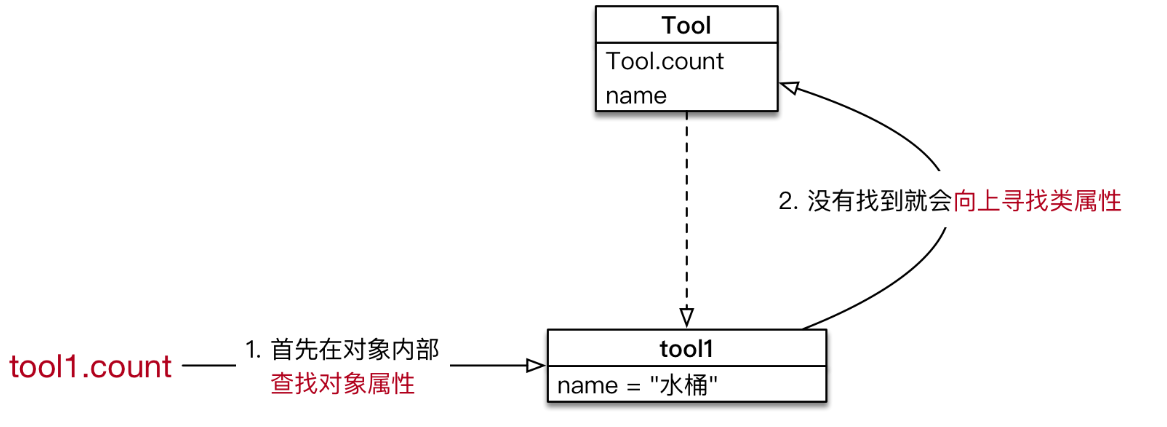 Tool
Tool.count
name
2. 没有找到就会向上寻找类属性
tool1.count
1. 首先在对象内部
查找对象属性
tool1
name = "水桶"